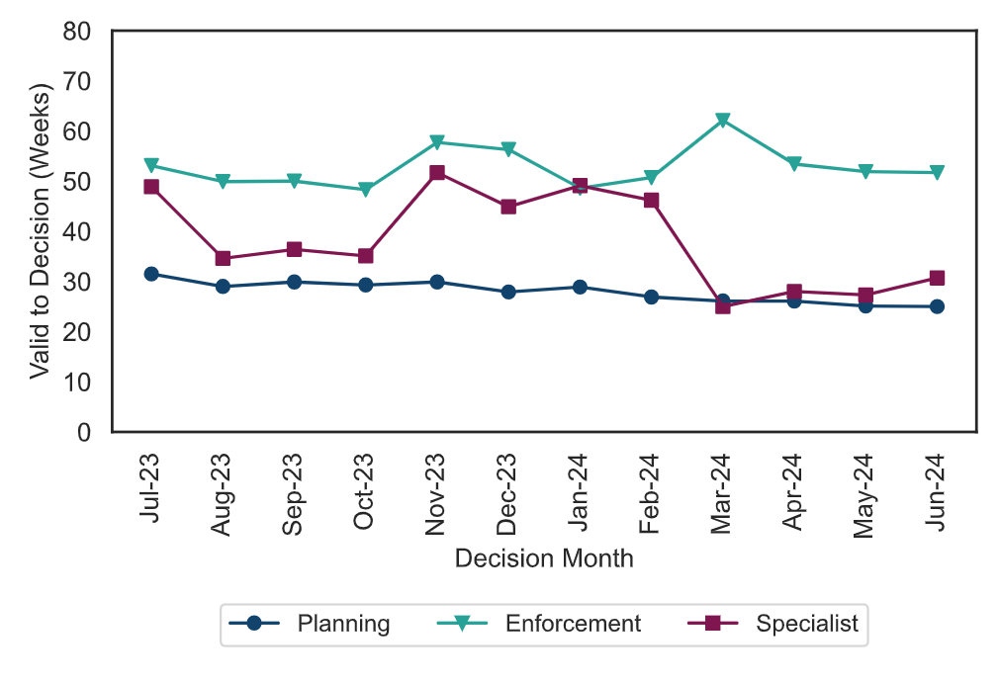 80
70
60
50
40
30
20
10
0
Valid to Decision (Weeks)
Jul-23
Aug-23
Sep-23
Oct-23
Nov-23
Dec-23
Jan-24
Feb-24
Mar-24
Apr-24
May-24
Jun-24
Decision Month
Planning
Enforcement
Specialist